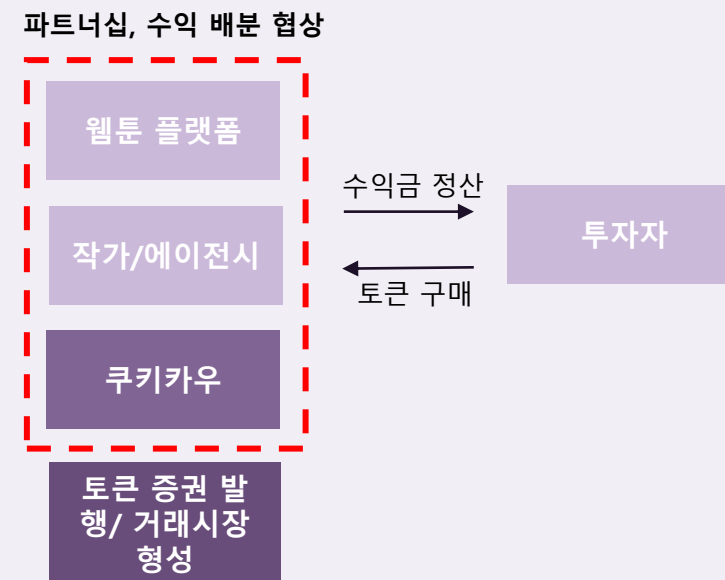 파트너십, 수익 배분 협상
웹툰 플랫폼
작가/에이전시
쿠키카우
토큰 증권 발
행/ 거래시장
형성
수익금 정산
토큰 구매
투자자